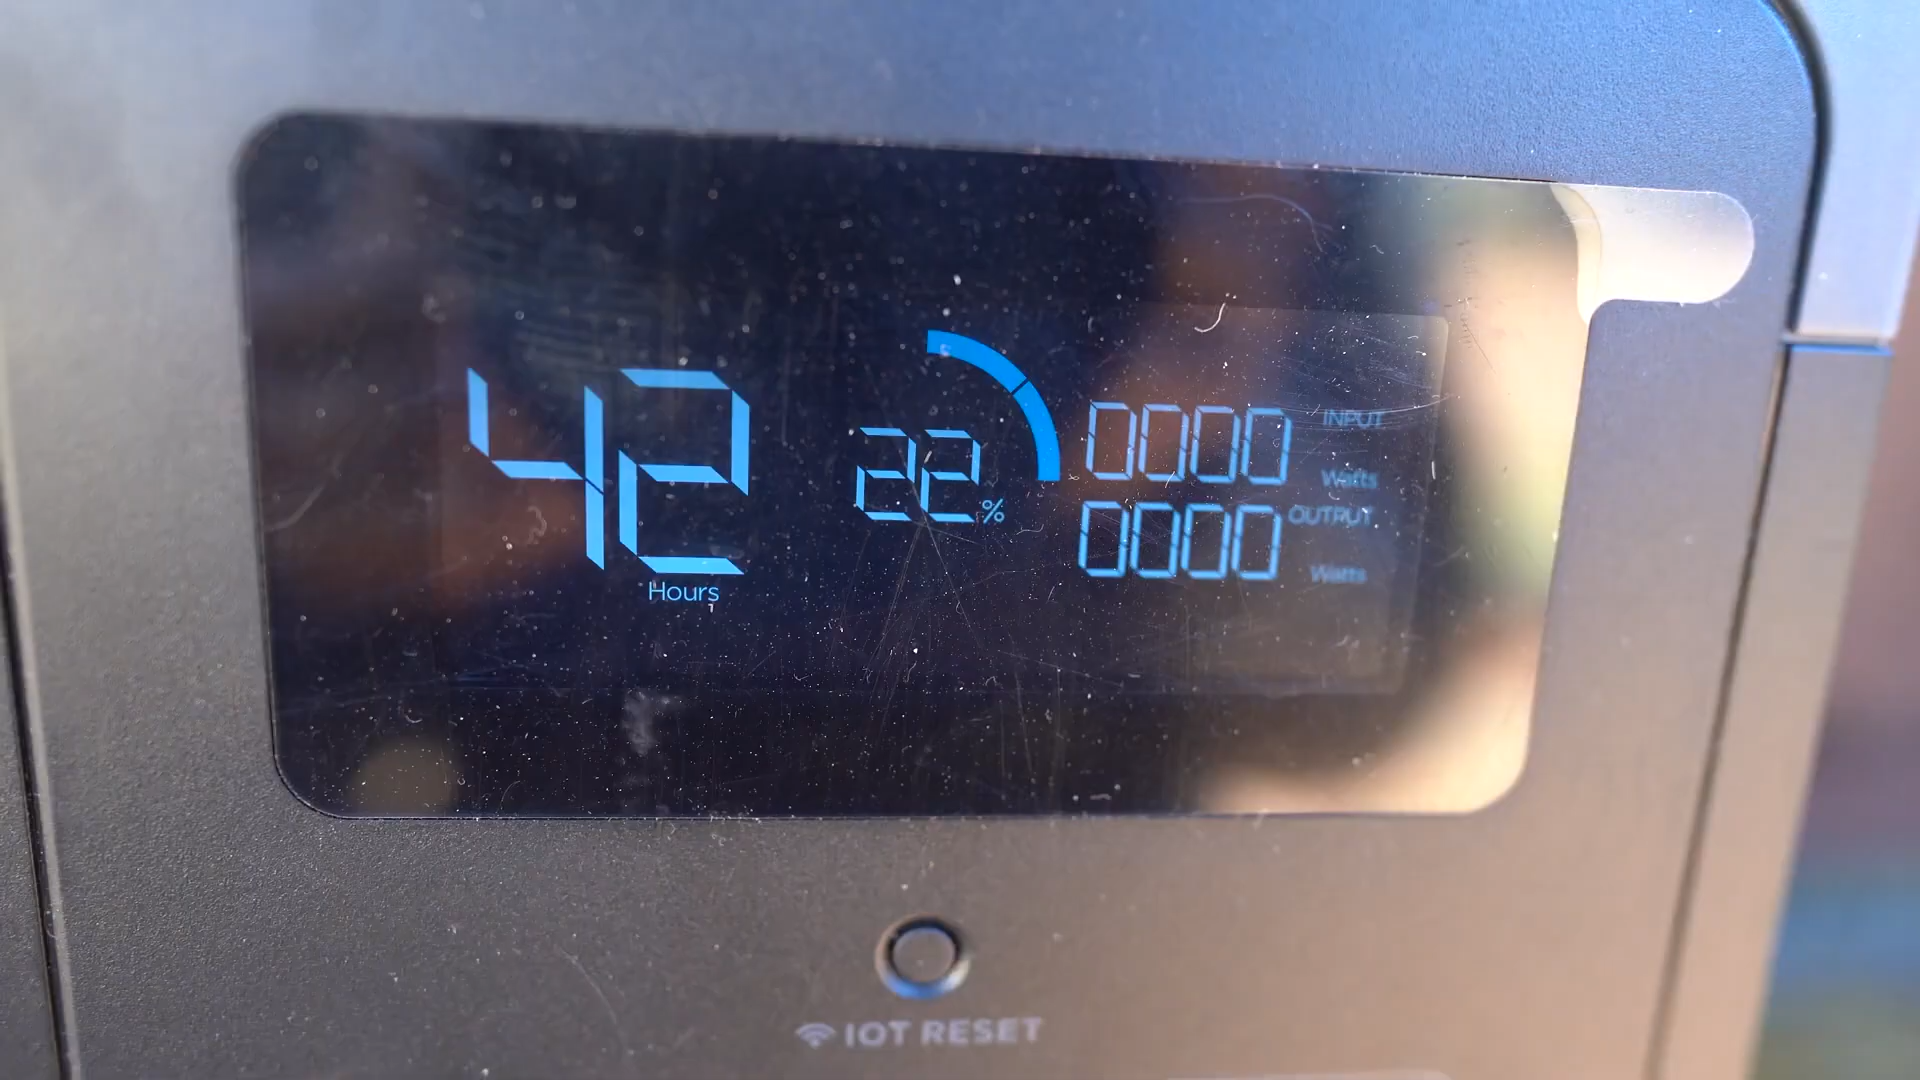 42
Hours
22%
0000 INPUT
Watts
0000 OUTPUT
Watts
IOT RESET